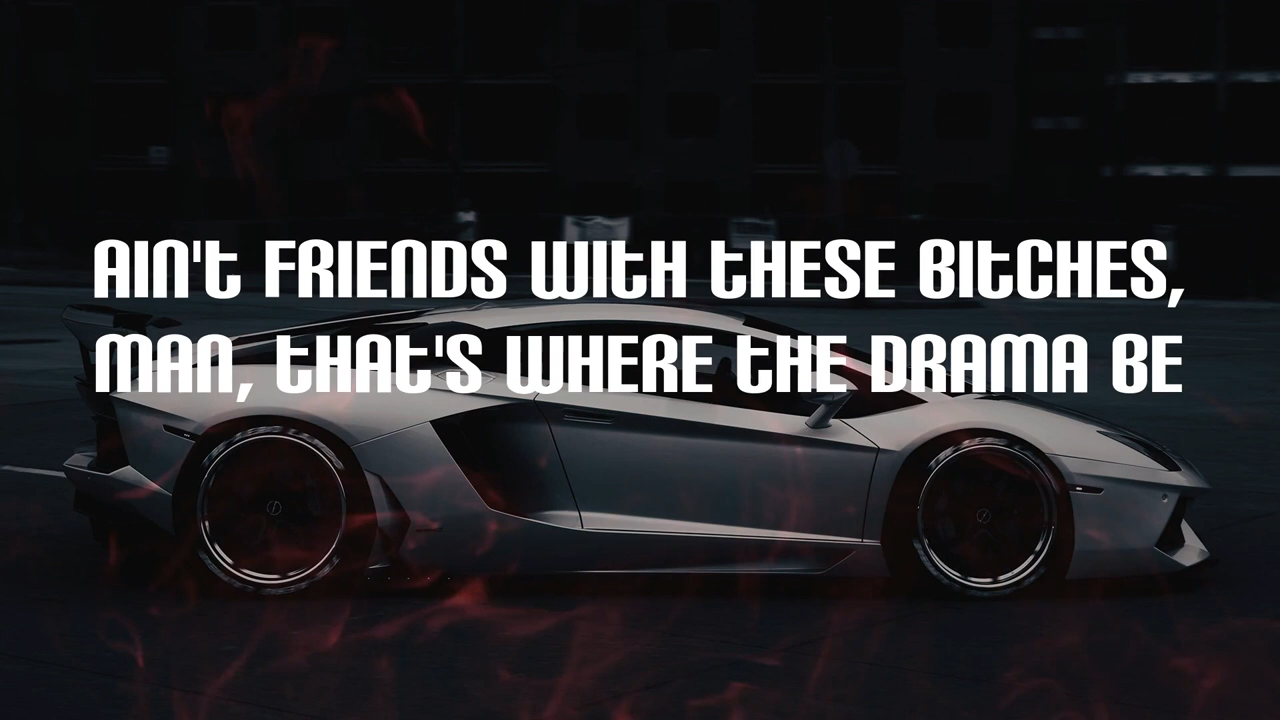 AIN't FRIENDS WItH tHESE BItCHES,
MAN, tHAt'S WHERE tHE DRAMA BE